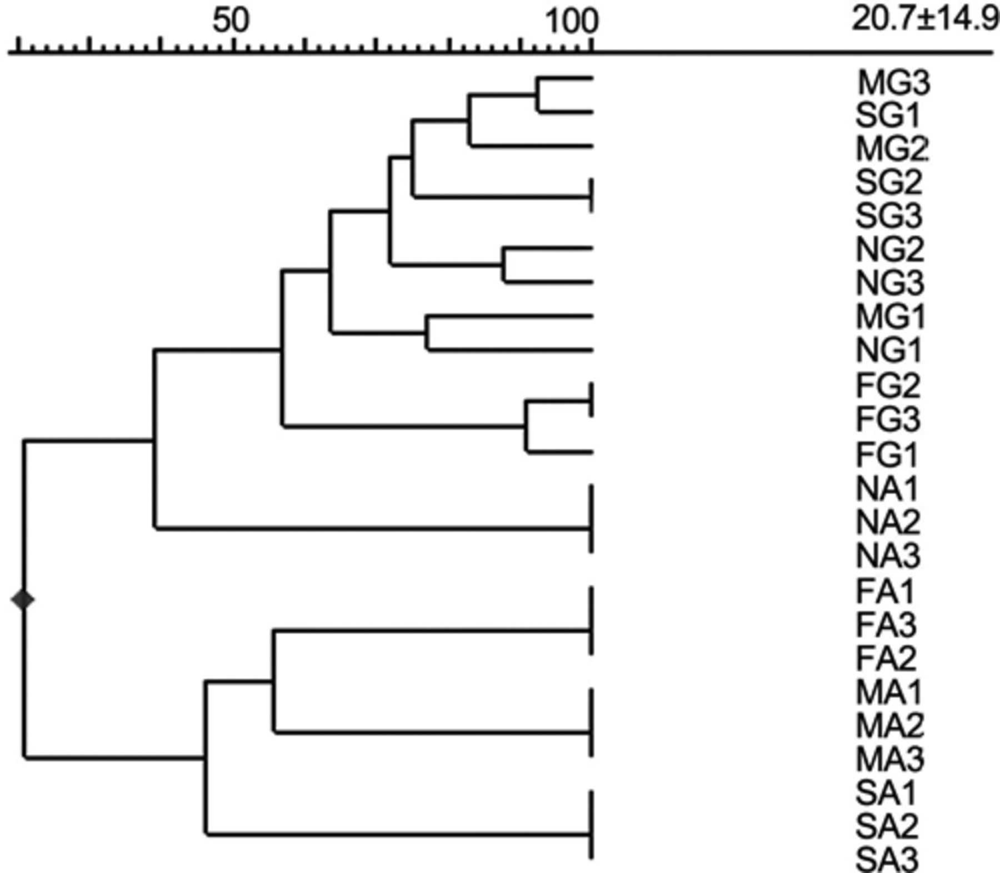 50 100 20.7±14.9
MG3
SG1
MG2
SG2
SG3
NG2
NG3
MG1
NG1
FG2
FG3
FG1
NA1
NA2
NA3
FA1
FA3
FA2
MA1
MA2
MA3
SA1
SA2
SA3